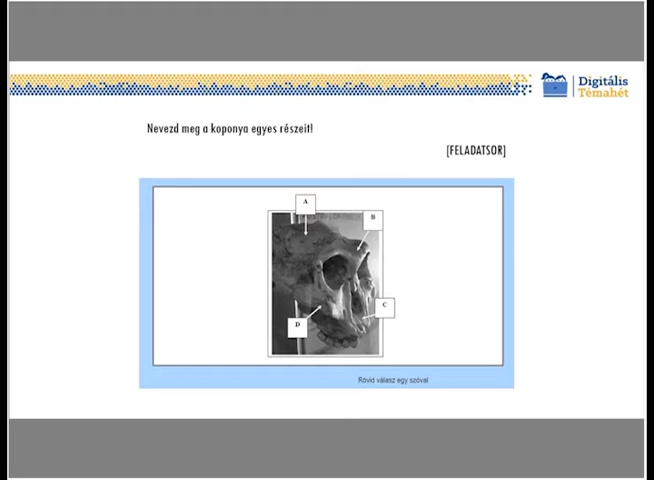 Digitális
Témahét
Nevezd meg a koponya egyes részeit!
[FELADATSOR]
A
B
C
D
Rövid válasz egy szóval